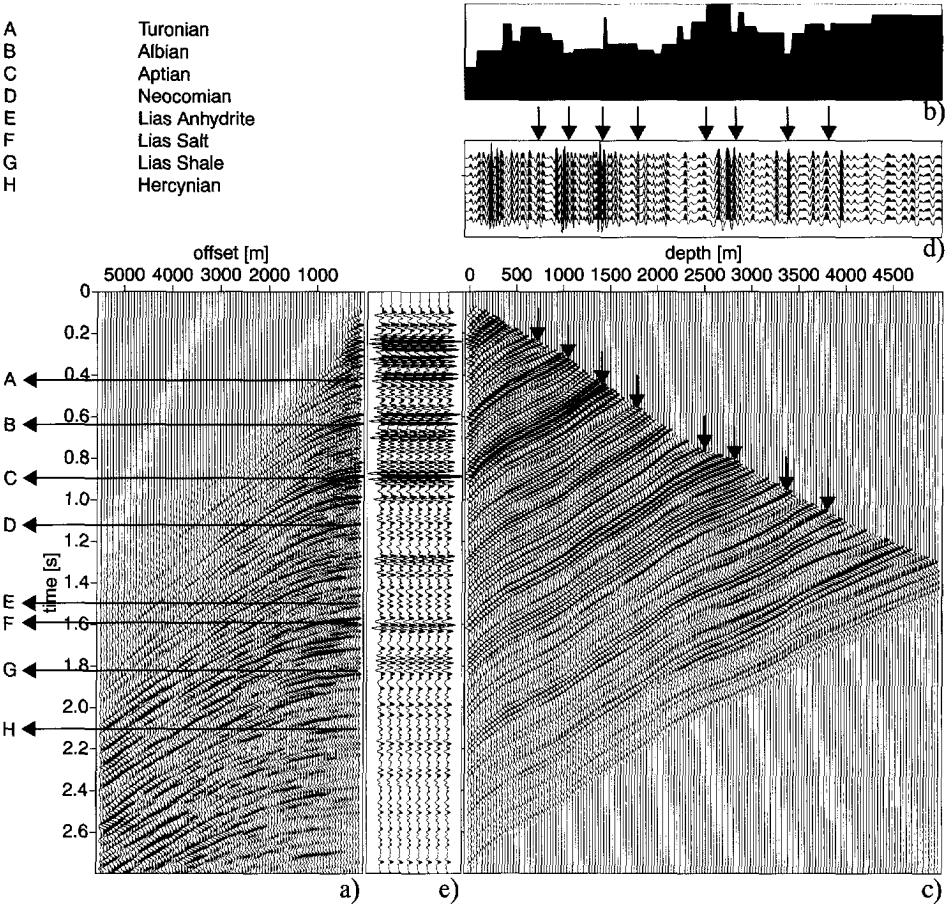 A Turonian
B Albian
C Aptian
D Neocomian
E Lias Anhydrite
F Lias Salt
G Lias Shale
H Hercynian
b)
d)
offset [m]
5000 4000 3000 2000 1000
depth [m]
0 500 1000 1500 2000 2500 3000 3500 4000 4500
time [s]
0
0.2
0.4
0.6
0.8
1.0
1.2
1.4
1.6
1.8
2.0
2.2
2.4
2.6
A
B
C
D
E
F
G
H
a)
e)
c)